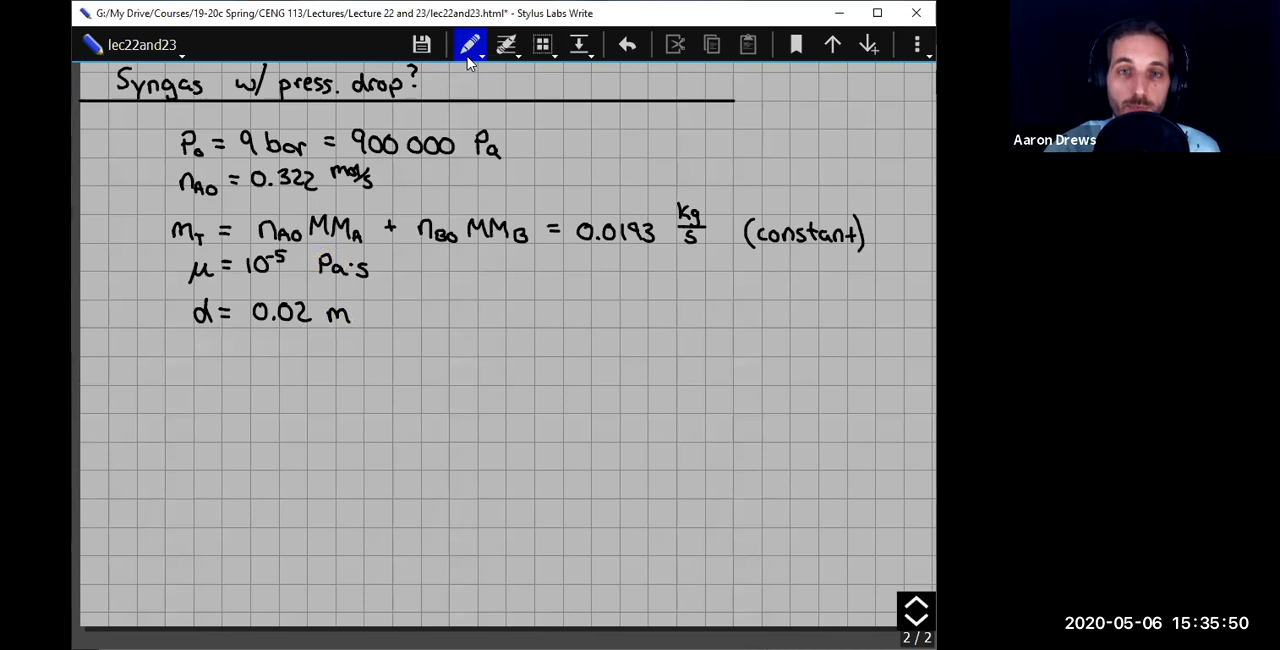 G:/My Drive/Courses/19-20c Spring/CENG 113/Lectures/Lecture 22 and 23/lec22and23.html* - Stylus Labs Write
lec22and23
Syngas w/ press. drop?
P₀ = 9 bar = 900 000 Pa
n_A0 = 0.322 mol/s
m_T = n_A0 MM_A + n_B0 MM_B = 0.0193 kg/s (constant)
μ = 10⁻⁵ Pa·s
d = 0.02 m
Aaron Drews
2 / 2
2020-05-06 15:35:50